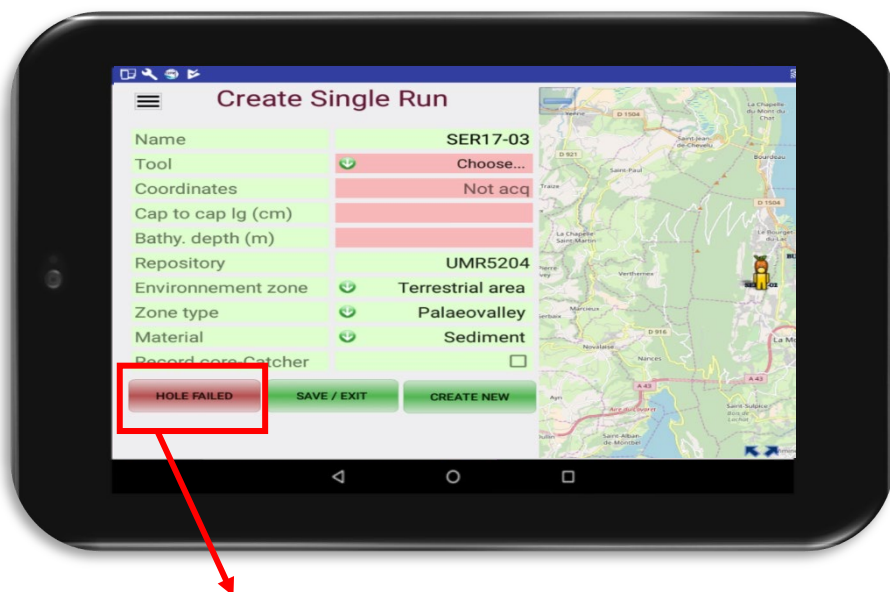 Create Single Run
Name SER17-03
Tool Choose...
Coordinates Not acq
Cap to cap lg (cm)
Bathy. depth (m)
Repository UMR5204
Environnement zone Terrestrial area
Zone type Palaeovalley
Material Sediment
Record core-Catcher
HOLE FAILED SAVE / EXIT CREATE NEW
La Chapelle
du Mont du
Chat
D 1504
Saint-Jean-
de-Chevelu
D 921
Bourdeau
Saint-Paul
Traize
D 1504
La Chapelle
Saint-Martin
Le Bourget-
du-Lac
Verthemex
Marcieux
D 916
Novalaise
Nances
A 43
A 43
Ayn
Saint-Sulpice
Saint-Alban-
de-Montbel